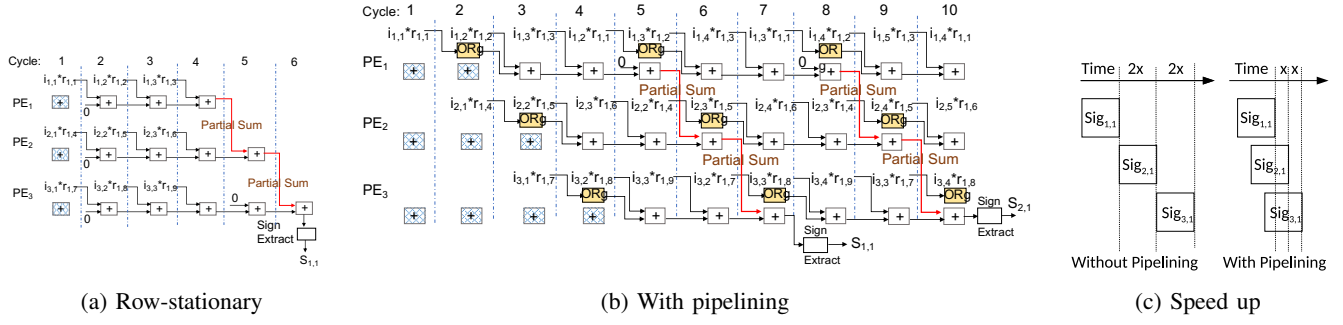 Cycle:
1 2 3 4 5 6
i1,1*r1,1 i1,2*r1,2 i1,3*r1,3
PE1
0
Partial Sum
i2,1*r1,4 i2,2*r1,5 i2,3*r1,6
PE2
0
Partial Sum
i3,1*r1,7 i3,2*r1,8 i3,3*r1,9 0
PE3
0
Sign
Extract
S1,1
(a) Row-stationary
Cycle: 1 2 3 4 5 6 7 8 9 10
i1,1*r1,1 i1,2*r1,2 i1,3*r1,3 i1,2*r1,1 i1,3*r1,2 i1,4*r1,3 i1,3*r1,1 i1,4*r1,2 i1,5*r1,3 i1,4*r1,1
ORg ORg OR
PE1
0 0 g
Partial Sum Partial Sum
i2,1*r1,4 i2,2*r1,5 i2,3*r1,6 i2,2*r1,4 i2,3*r1,5 i2,4*r1,6 i2,3*r1,4 i2,4*r1,5 i2,5*r1,6
ORg ORg ORg
PE2
Partial Sum Partial Sum
i3,1*r1,7 i3,2*r1,8 i3,3*r1,9 i3,2*r1,7 i3,3*r1,8 i3,4*r1,9 i3,3*r1,7 i3,4*r1,8
ORg ORg ORg
PE3
Sign
Extract
S2,1
Sign
Extract
S1,1
(b) With pipelining
Time 2x 2x
Sig1,1
Sig2,1
Sig3,1
Without Pipelining
Time x x
Sig1,1
Sig2,1
Sig3,1
With Pipelining
(c) Speed up